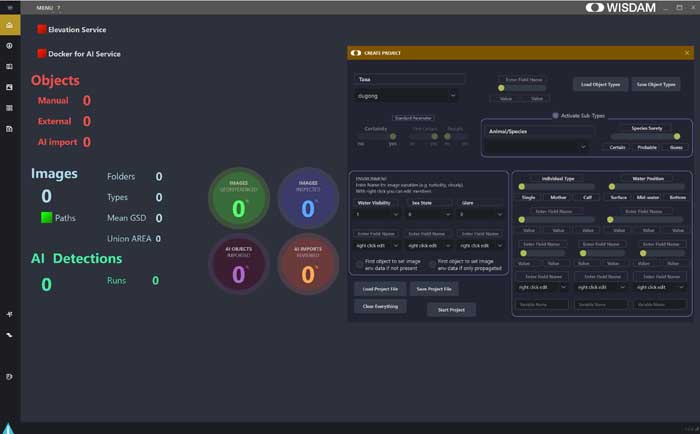 MENU ?
WISDAM
Elevation Service
Docker for AI Service
Objects
Manual 0
External 0
AI import 0
Images
0
Paths
Folders 0
Types 0
Mean GSD 0
Union AREA 0
AI Detections
0
Runs 0
IMAGES
GEOREFERENCED
0
%
IMAGES
INSPECTED
0
%
AI OBJECTS
IMPORTED
0
%
AI IMPORTS
REVIEWED
0
%
CREATE PROJECT
Taxa
dugong
Enter Field Name
Value Value
Load Object Types
Save Object Types
Standard Parameter
Certainty
no yes
Activate Sub Types
Animal/Species
Species Surety
Certain Probable Guess
ENVIRONMENT
Enter Name for image variables (e.g. turbidity, clouds).
With right click you can edit members.
Water Visibility Sea State Glare
1 0 0
Enter Field Name Enter Field Name Enter Field Name
right click edit right click edit right click edit
First object to set image
env data if not present
First object to set image
env data if only propagated
Individual Type Water Position
Single Mother Calf Surface Mid-water Bottom
Enter Field Name Enter Field Name
Value Value Value Value Value Value
Enter Field Name Enter Field Name Enter Field Name
Value Value Value Value Value Value
Enter Field Name Enter Field Name Enter Field Name
right click edit right click edit right click edit
Variable Name Variable Name Variable Name
Load Project File
Save Project File
Clear Everything
Start Project